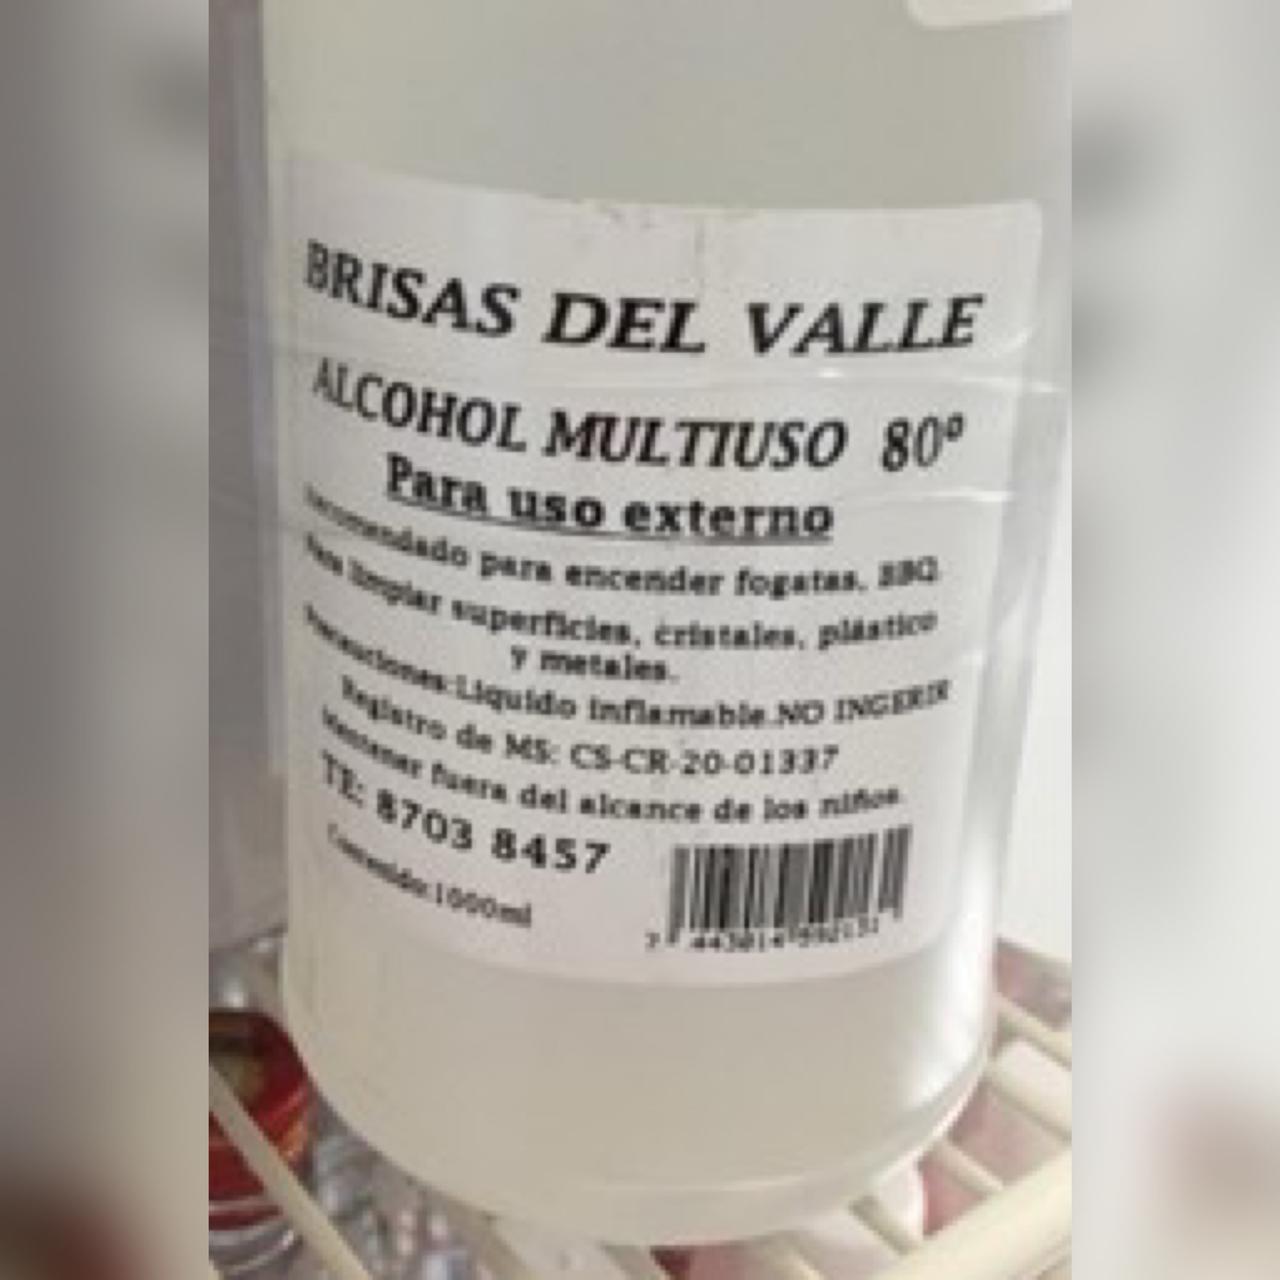 BRISAS DEL VALLE
ALCOHOL MULTIUSO 80º
Para uso externo
Recomendado para encender fogatas, BBQ
Para limpiar superficies, cristales, plástico
y metales.
Precauciones:Liquido inflamable.NO INGERIR
Registro de MS: CS-CR-20-01337
Mantener fuera del alcance de los niños.
TE: 8703 8457
Contenido:1000ml